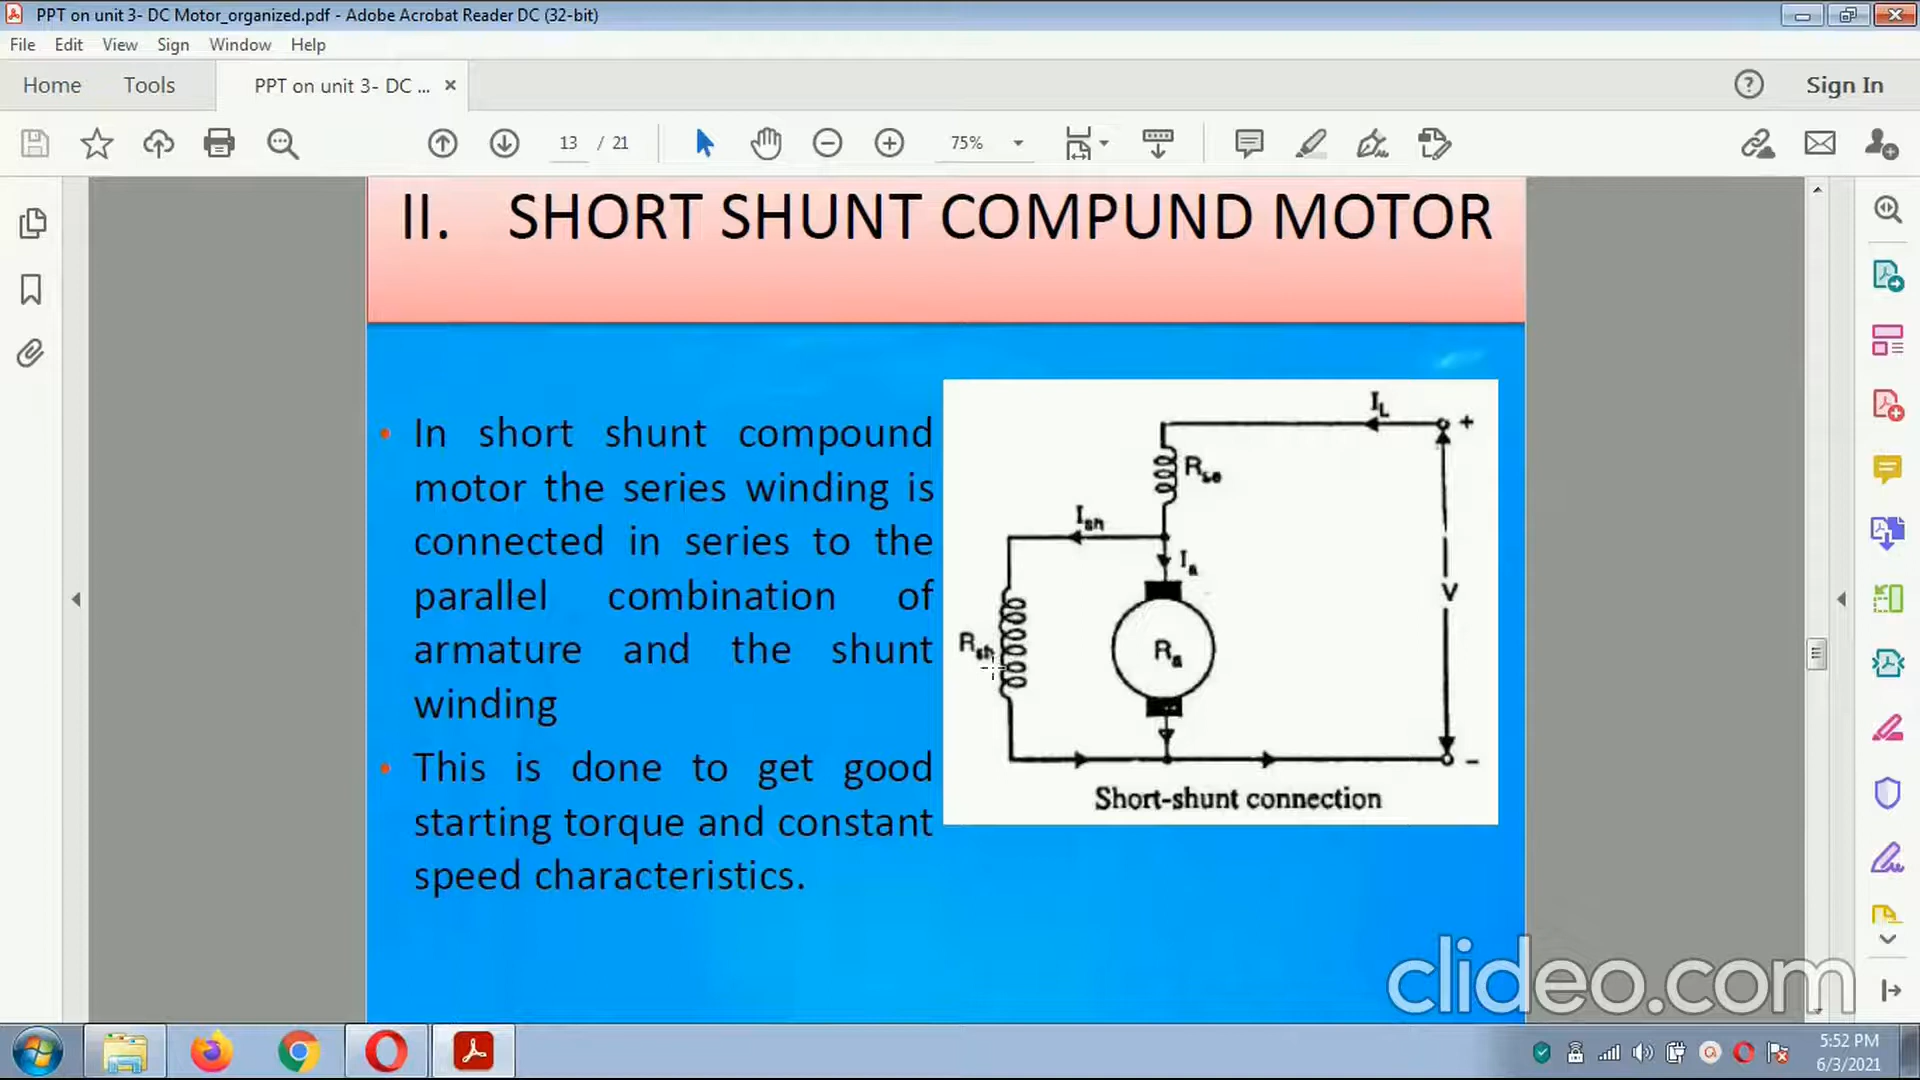 PPT on unit 3- DC Motor_organized.pdf - Adobe Acrobat Reader DC (32-bit)
File Edit View Sign Window Help
Home Tools PPT on unit 3- DC ... Sign In
13 / 21 75%
II. SHORT SHUNT COMPUND MOTOR
• In short shunt compound
motor the series winding is
connected in series to the
parallel combination of
armature and the shunt
winding
• This is done to get good
starting torque and constant
speed characteristics.
IL
+
Rse
Ish
Ia
V
Rsh
Ra
-
Short-shunt connection
clideo.com
5:52 PM
6/3/2021